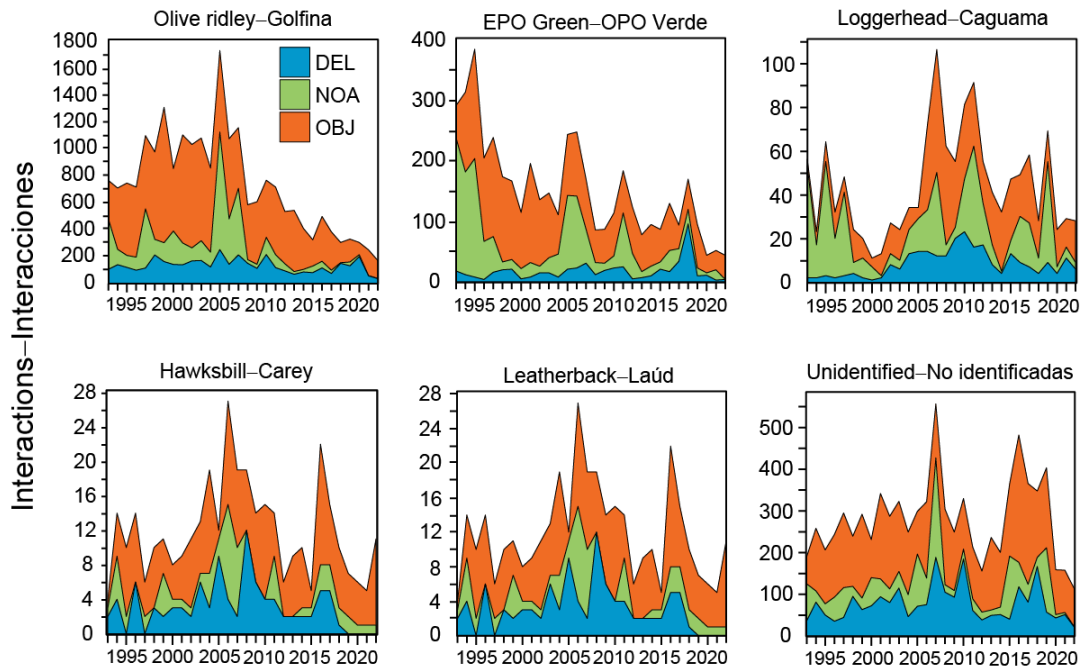 Olive ridley–Golfina
EPO Green–OPO Verde
Loggerhead–Caguama
1800
1600
1400
1200
1000
800
600
400
200
0
DEL
NOA
OBJ
1995 2000 2005 2010 2015 2020
400
300
200
100
0
1995 2000 2005 2010 2015 2020
100
80
60
40
20
0
1995 2000 2005 2010 2015 2020
Interactions–Interacciones
Hawksbill–Carey
Leatherback–Laúd
Unidentified–No identificadas
28
24
20
16
12
8
4
0
1995 2000 2005 2010 2015 2020
28
24
20
16
12
8
4
0
1995 2000 2005 2010 2015 2020
500
400
300
200
100
0
1995 2000 2005 2010 2015 2020